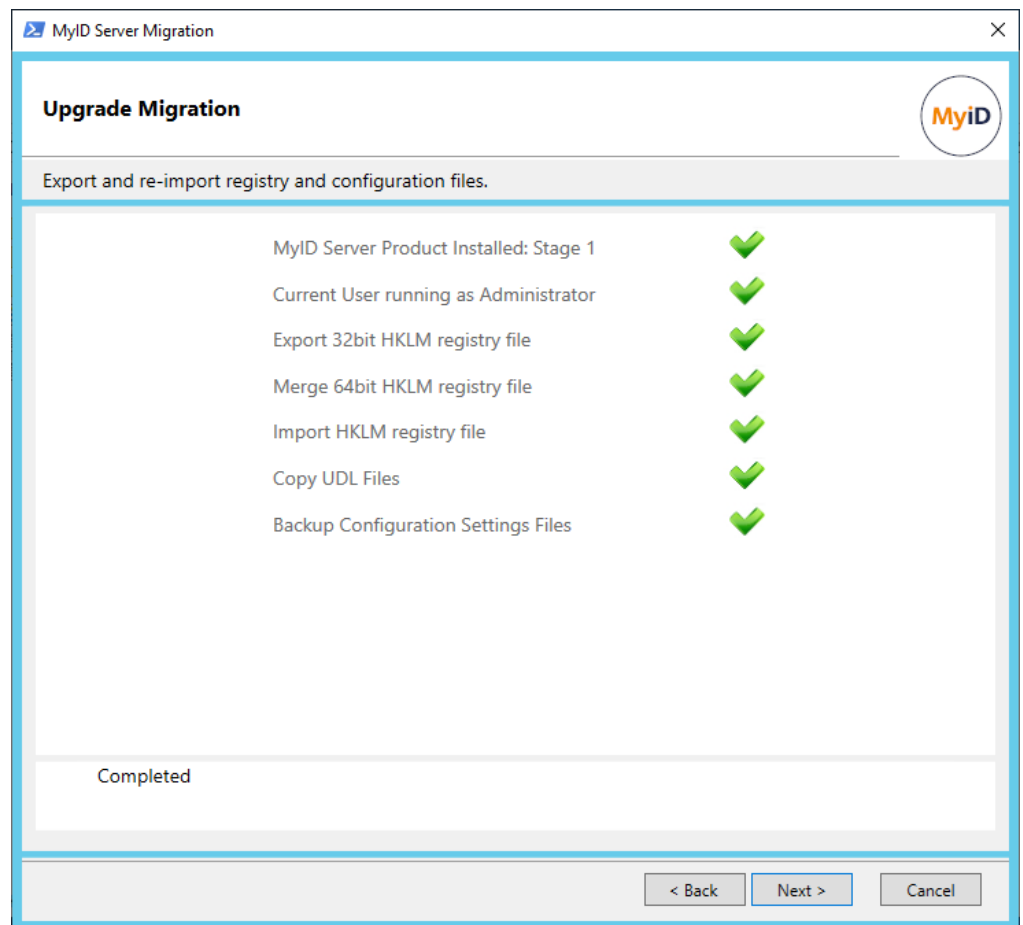 MyID Server Migration
Upgrade Migration
MyiD
Export and re-import registry and configuration files.
MyID Server Product Installed: Stage 1
Current User running as Administrator
Export 32bit HKLM registry file
Merge 64bit HKLM registry file
Import HKLM registry file
Copy UDL Files
Backup Configuration Settings Files
Completed
< Back
Next >
Cancel